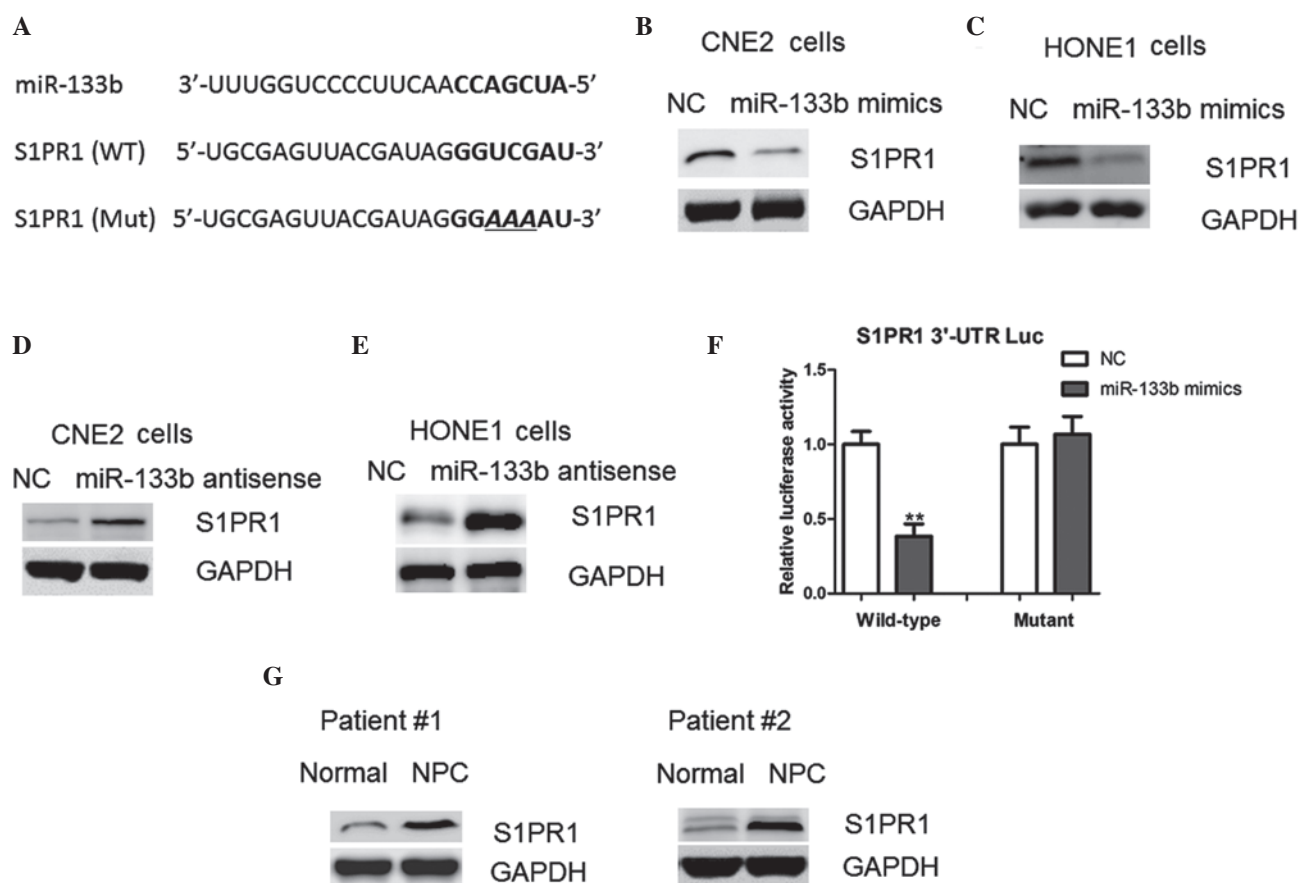 A
miR-133b 3'-UUUGGUCCCCUUCAACCAGCUA-5'
S1PR1 (WT) 5'-UGCGAGUUACGAUAGGGUCGAU-3'
S1PR1 (Mut) 5'-UGCGAGUUACGAUAGGGAAAAU-3'
B
CNE2 cells
NC miR-133b mimics
S1PR1
GAPDH
C
HONE1 cells
NC miR-133b mimics
S1PR1
GAPDH
D
CNE2 cells
NC miR-133b antisense
S1PR1
GAPDH
E
HONE1 cells
NC miR-133b antisense
S1PR1
GAPDH
F
S1PR1 3'-UTR Luc
NC
miR-133b mimics
Relative luciferase activity
1.5
1.0
0.5
0.0
**
Wild-type Mutant
G
Patient #1
Normal NPC
S1PR1
GAPDH
Patient #2
Normal NPC
S1PR1
GAPDH